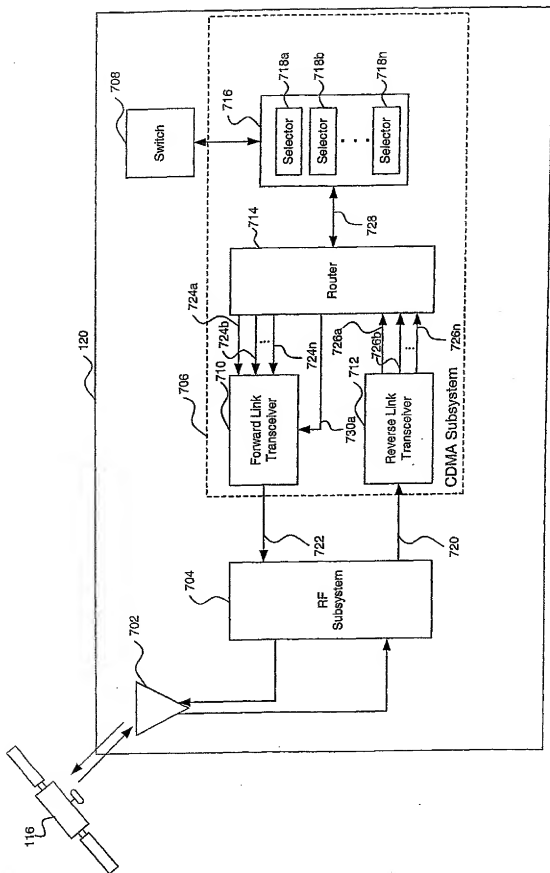 120
708
Switch
716
718a
Selector
718b
Selector
718n
Selector
714
728
Router
724a
724b
724n
706
710
Forward Link
Transceiver
730a
726a
726b
726n
712
Reverse Link
Transceiver
CDMA Subsystem
722
720
704
RF
Subsystem
702
116